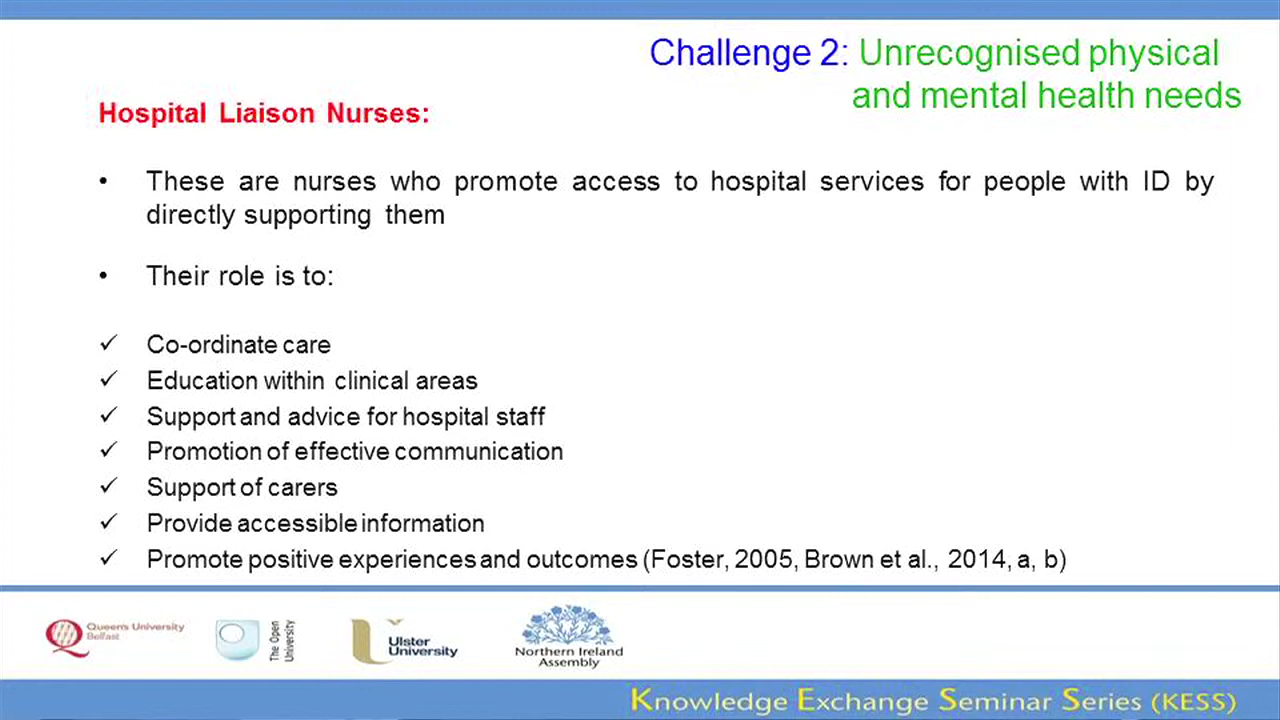 Challenge 2: Unrecognised physical
and mental health needs
Hospital Liaison Nurses:
• These are nurses who promote access to hospital services for people with ID by
directly supporting them
• Their role is to:
✓ Co-ordinate care
✓ Education within clinical areas
✓ Support and advice for hospital staff
✓ Promotion of effective communication
✓ Support of carers
✓ Provide accessible information
✓ Promote positive experiences and outcomes (Foster, 2005, Brown et al., 2014, a, b)
Queen's University
Belfast
The Open
University
Ulster
University
Northern Ireland
Assembly
Knowledge Exchange Seminar Series (KESS)